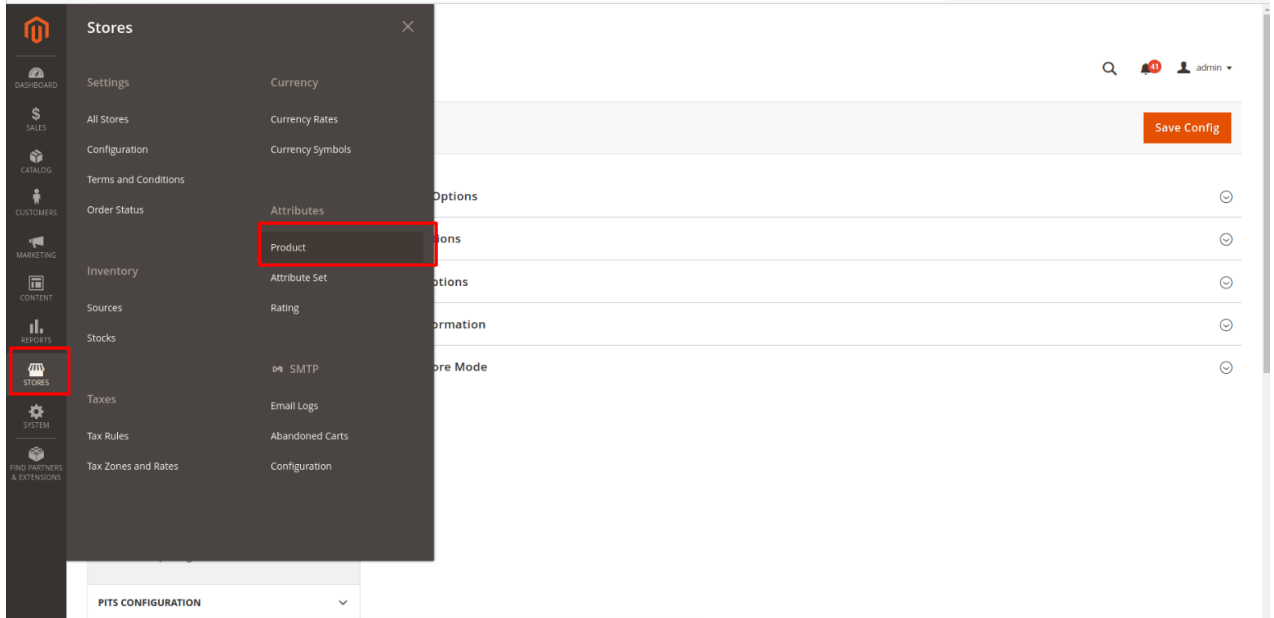 Stores
DASHBOARD
SALES
CATALOG
CUSTOMERS
MARKETING
CONTENT
REPORTS
STORES
SYSTEM
FIND PARTNERS
& EXTENSIONS
Settings
All Stores
Configuration
Terms and Conditions
Order Status
Inventory
Sources
Stocks
Taxes
Tax Rules
Tax Zones and Rates
Currency
Currency Rates
Currency Symbols
Attributes
Product
Attribute Set
Rating
SMTP
Email Logs
Abandoned Carts
Configuration
41
admin
Save Config
Options
ions
ptions
ormation
ore Mode
PITS CONFIGURATION